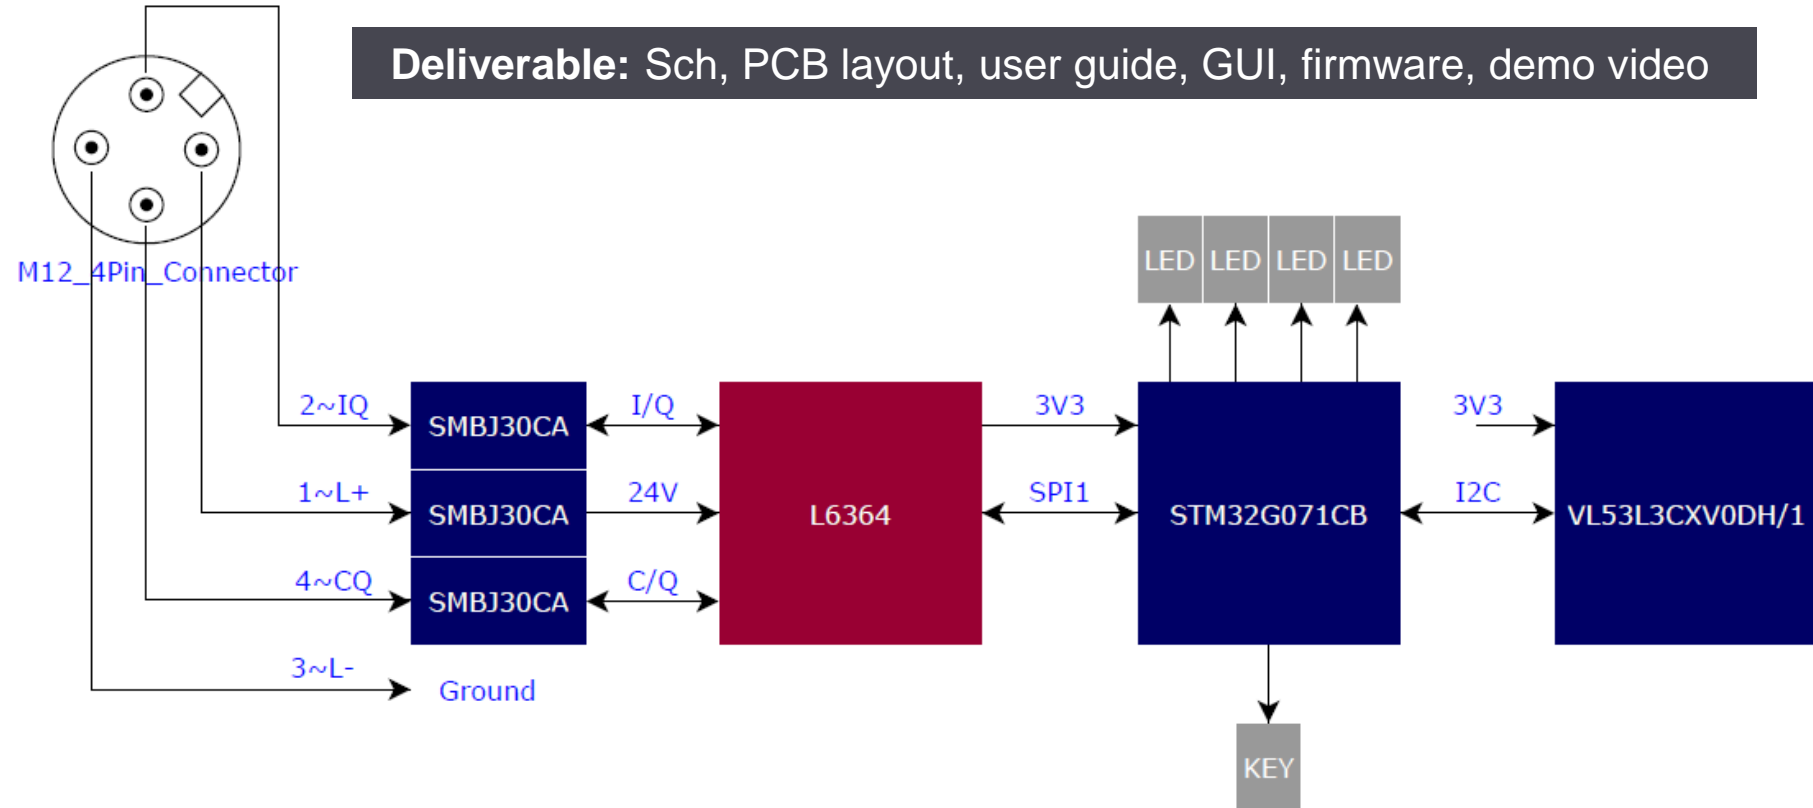 Deliverable: Sch, PCB layout, user guide, GUI, firmware, demo video
M12_4Pin_Connector
LED LED LED LED
2~IQ SMBJ30CA I/Q 3V3 3V3
1~L+ SMBJ30CA 24V L6364 SPI1 STM32G071CB I2C VL53L3CXV0DH/1
4~CQ SMBJ30CA C/Q
3~L- Ground
KEY